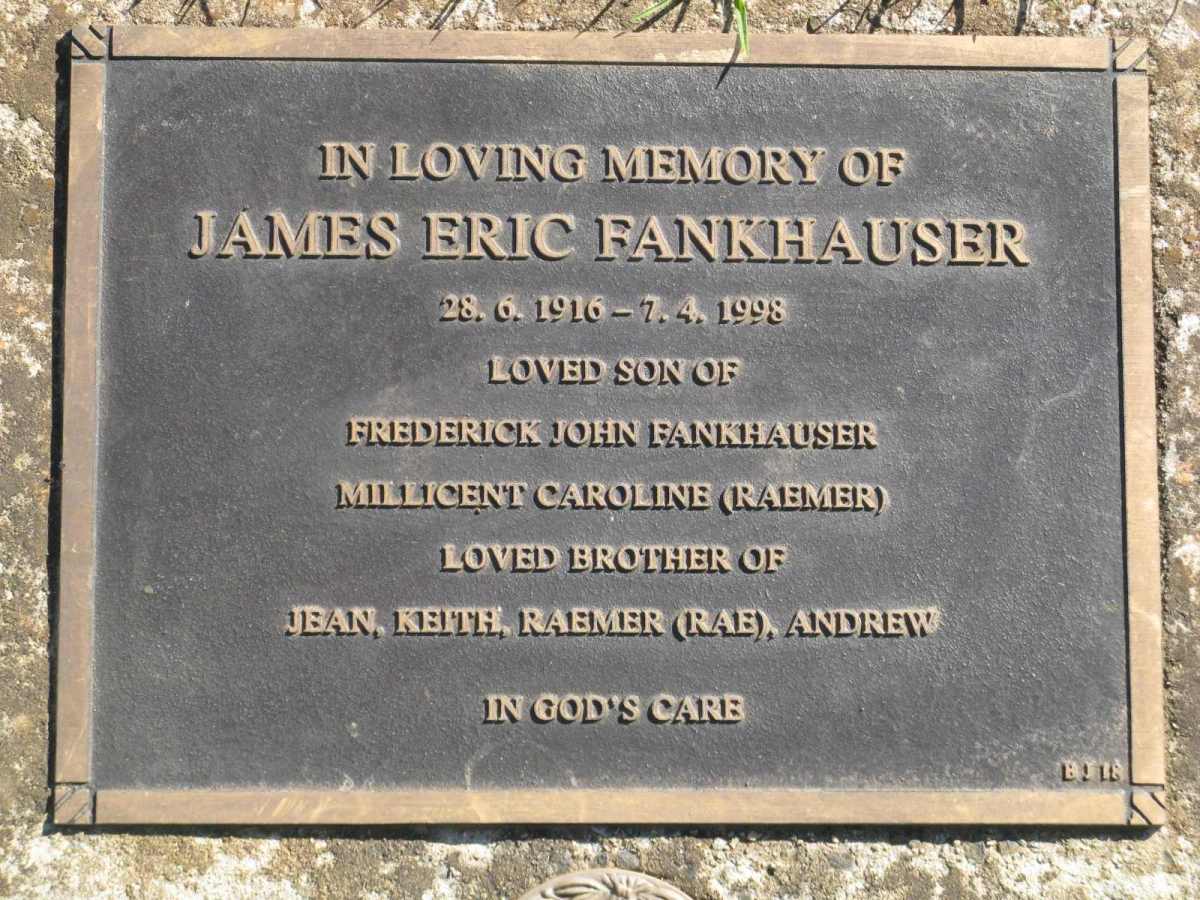 IN LOVING MEMORY OF
JAMES ERIC FANKHAUSER
28. 6. 1916 – 7. 4. 1998
LOVED SON OF
FREDERICK JOHN FANKHAUSER
MILLICENT CAROLINE (RAEMER)
LOVED BROTHER OF
JEAN, KEITH, RAEMER (RAE), ANDREW
IN GOD'S CARE
B J 18